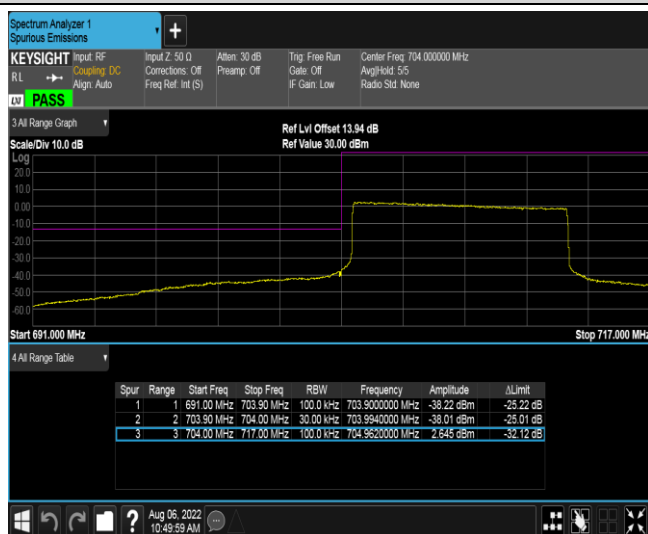 Spectrum Analyzer 1
Spurious Emissions
KEYSIGHT Input: RF Input Z: 50 Ω Atten: 30 dB Trig: Free Run Center Freq: 704.000000 MHz
RL Coupling: DC Corrections: Off Preamp: Off Gate: Off Avg|Hold: 5/5
Align: Auto Freq Ref: Int (S) IF Gain: Low Radio Std: None
LXI PASS
3 All Range Graph
Ref Lvl Offset 13.94 dB
Scale/Div 10.0 dB Ref Value 30.00 dBm
Log
20.0
10.0
0.00
-10.0
-20.0
-30.0
-40.0
-50.0
-60.0
Start 691.000 MHz Stop 717.000 MHz
4 All Range Table
Spur Range Start Freq Stop Freq RBW Frequency Amplitude ΔLimit
1 1 691.00 MHz 703.90 MHz 100.0 kHz 703.9000000 MHz -38.22 dBm -25.22 dB
2 2 703.90 MHz 704.00 MHz 30.00 kHz 703.9940000 MHz -38.01 dBm -25.01 dB
3 3 704.00 MHz 717.00 MHz 100.0 kHz 704.9620000 MHz 2.645 dBm -32.12 dB
? Aug 06, 2022
10:49:59 AM